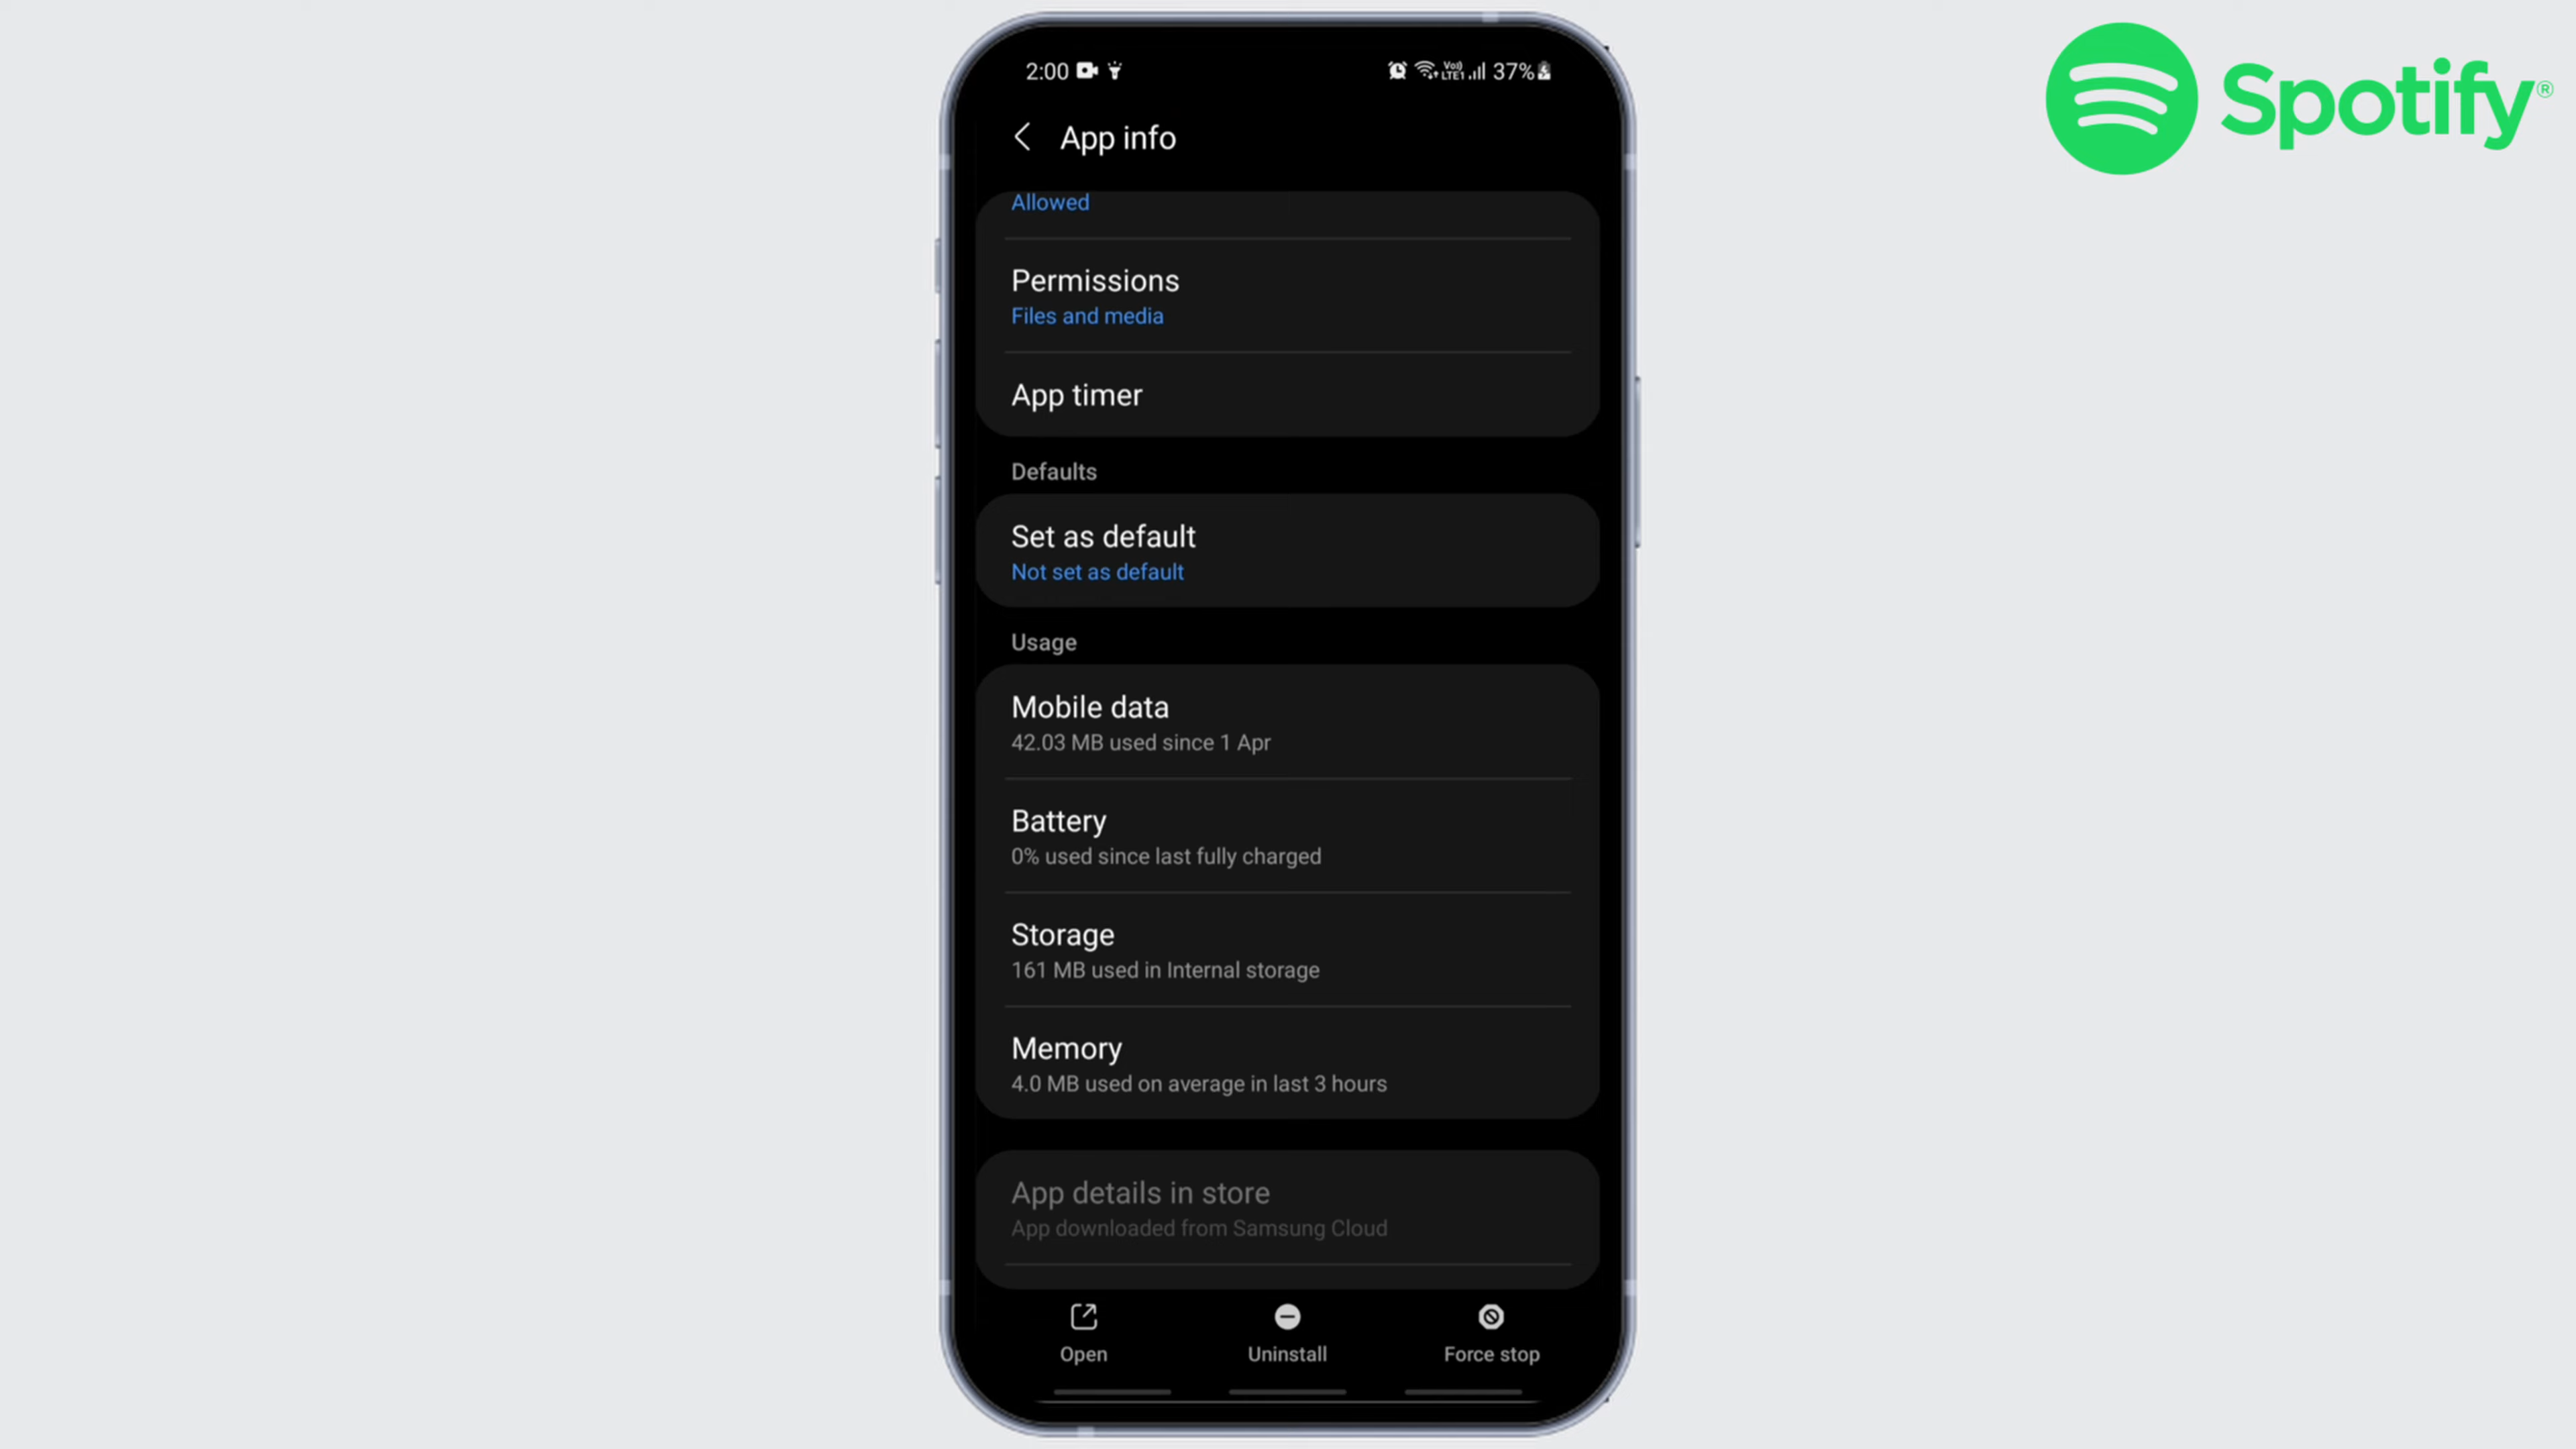 2:00
Vo)) LTE1 37%
Spotify®
App info
Allowed
Permissions
Files and media
App timer
Defaults
Set as default
Not set as default
Usage
Mobile data
42.03 MB used since 1 Apr
Battery
0% used since last fully charged
Storage
161 MB used in Internal storage
Memory
4.0 MB used on average in last 3 hours
App details in store
App downloaded from Samsung Cloud
Open
Uninstall
Force stop